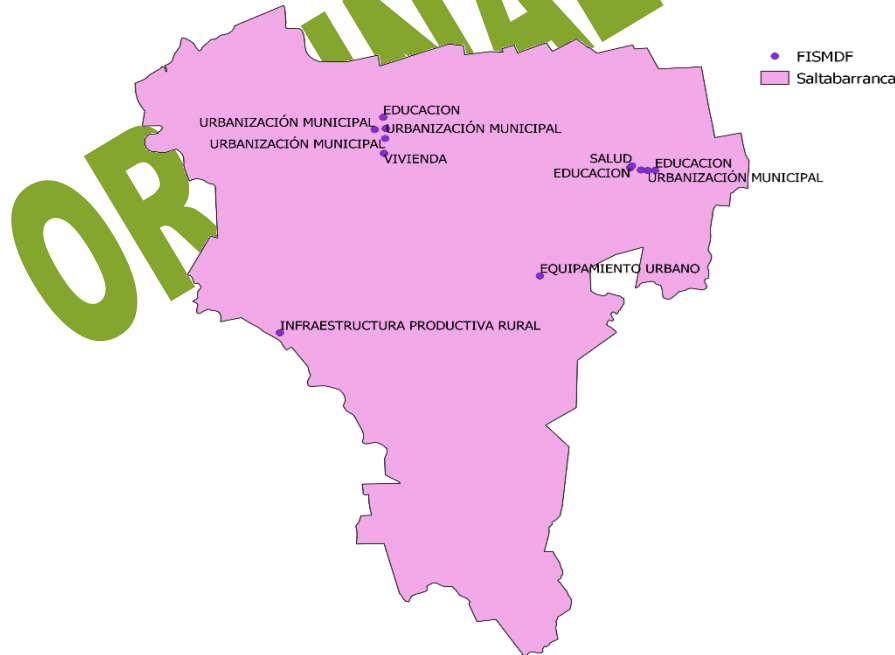 FISMDF
Saltabarranca
EDUCACION
URBANIZACIÓN MUNICIPAL
URBANIZACIÓN MUNICIPAL
URBANIZACIÓN MUNICIPAL
VIVIENDA
SALUD
EDUCACION
EDUCACION
URBANIZACIÓN MUNICIPAL
EQUIPAMIENTO URBANO
INFRAESTRUCTURA PRODUCTIVA RURAL